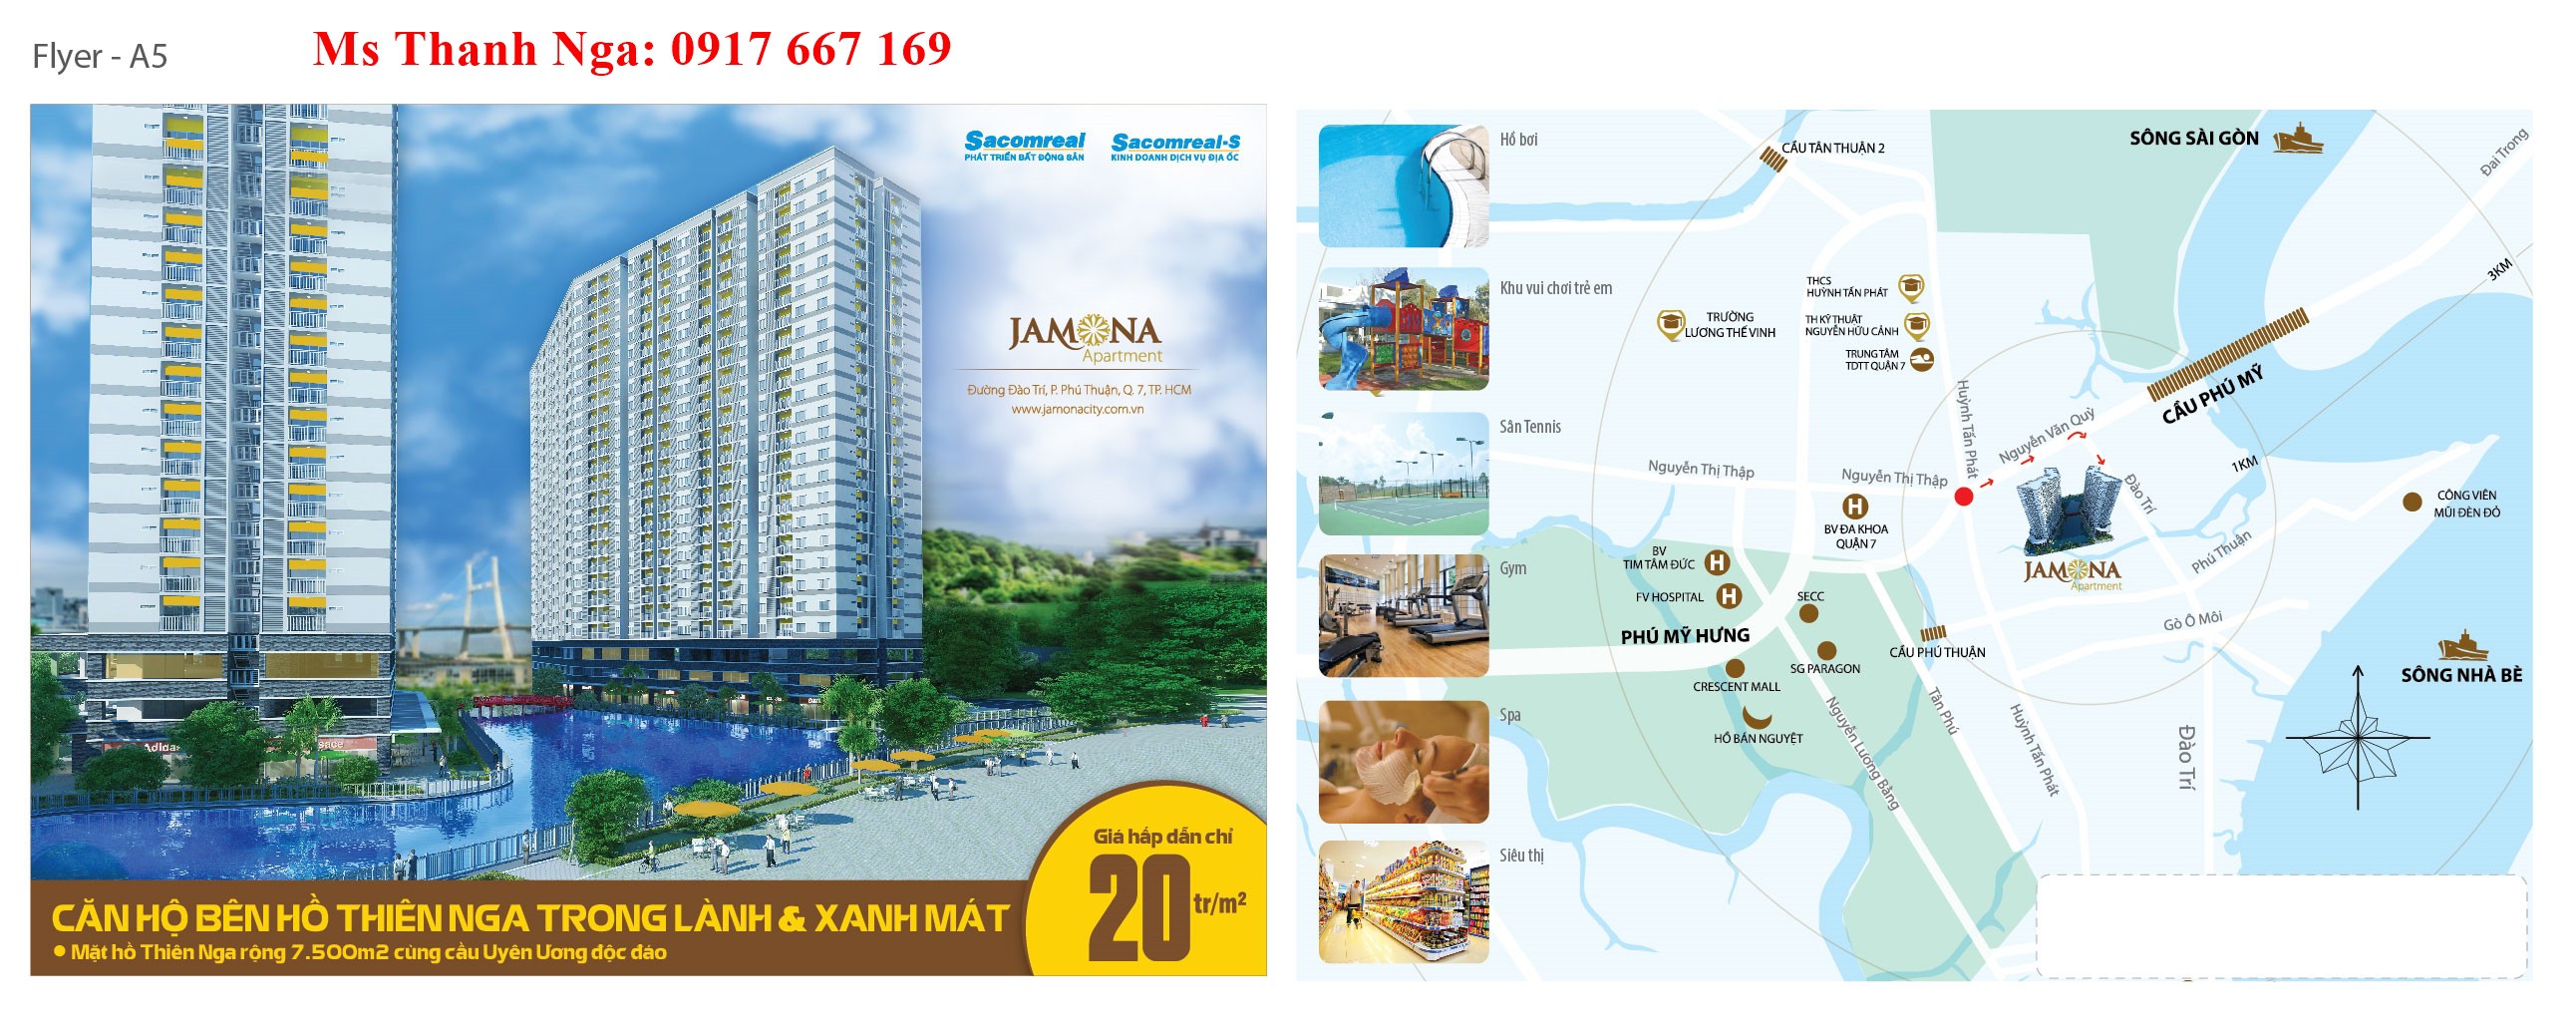 Flyer - A5
Ms Thanh Nga: 0917 667 169
Sacomreal
PHÁT TRIỂN BẤT ĐỘNG SẢN
Sacomreal-S
KINH DOANH DỊCH VỤ ĐỊA ỐC
JAMONA
Apartment
Đường Đào Trí, P. Phú Thuận, Q. 7, TP. HCM
www.jamonacity.com.vn
Adidas
Giá hấp dẫn chỉ
20 tr/m²
CĂN HỘ BÊN HỒ THIÊN NGA TRONG LÀNH & XANH MÁT
● Mặt hồ Thiên Nga rộng 7.500m2 cùng cầu Uyên Ương độc đáo
Hồ bơi
Khu vui chơi trẻ em
Sân Tennis
Gym
Spa
Siêu thị
CẦU TÂN THUẬN 2
SÔNG SÀI GÒN
Đai Trong
3KM
THCS
HUỲNH TẤN PHÁT
TRƯỜNG
LƯƠNG THẾ VINH
TH KỸ THUẬT
NGUYỄN HỮU CẢNH
TRUNG TÂM
TDTT QUẬN 7
CẦU PHÚ MỸ
Huỳnh Tấn Phát
Nguyễn Văn Quỳ
1KM
Nguyễn Thị Thập
Nguyễn Thị Thập
Đào Trí
H
BV ĐA KHOA
QUẬN 7
CÔNG VIÊN
MŨI ĐÈN ĐỎ
BV
TIM TÂM ĐỨC
H
FV HOSPITAL
H
JAMONA
Apartment
Phú Thuận
SECC
PHÚ MỸ HƯNG
Gò Ô Môi
CẦU PHÚ THUẬN
SG PARAGON
CRESCENT MALL
SÔNG NHÀ BÈ
HỒ BÁN NGUYỆT
Nguyễn Lương Bằng
Tân Phú
Huỳnh Tấn Phát
Đào Trí